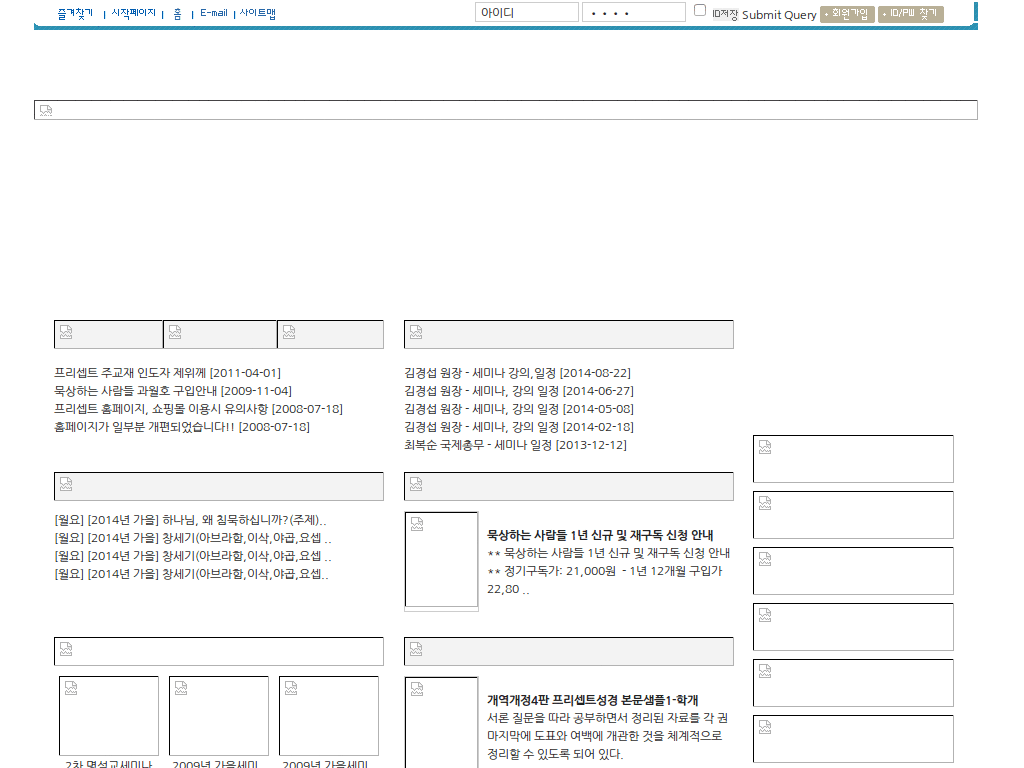 즐겨찾기 | 시작페이지 | 홈 | E-mail | 사이트맵
아이디 • • • • ID저장 Submit Query 회원가입 ID/PW 찾기
프리셉트 주교재 인도자 제위께 [2011-04-01]
묵상하는 사람들 과월호 구입안내 [2009-11-04]
프리셉트 홈페이지, 쇼핑몰 이용시 유의사항 [2008-07-18]
홈페이지가 일부분 개편되었습니다!! [2008-07-18]
김경섭 원장 - 세미나 강의,일정 [2014-08-22]
김경섭 원장 - 세미나, 강의 일정 [2014-06-27]
김경섭 원장 - 세미나, 강의 일정 [2014-05-08]
김경섭 원장 - 세미나, 강의 일정 [2014-02-18]
최복순 국제총무 - 세미나 일정 [2013-12-12]
[월요] [2014년 가을] 하나님, 왜 침묵하십니까?(주제)..
[월요] [2014년 가을] 창세기(아브라함,이삭,야곱,요셉 ..
[월요] [2014년 가을] 창세기(아브라함,이삭,야곱,요셉 ..
[월요] [2014년 가을] 창세기(아브라함,이삭,야곱,요셉..
묵상하는 사람들 1년 신규 및 재구독 신청 안내
** 묵상하는 사람들 1년 신규 및 재구독 신청 안내
** 정기구독가: 21,000원 - 1년 12개월 구입가
22,80 ..
2차 명설교세미나
2009년 가을세미
2009년 가을세미
개역개정4판 프리셉트성경 본문샘플1-학개
서론 질문을 따라 공부하면서 정리된 자료를 각 권
마지막에 도표와 여백에 개관한 것을 체계적으로
정리할 수 있도록 되어 있다.